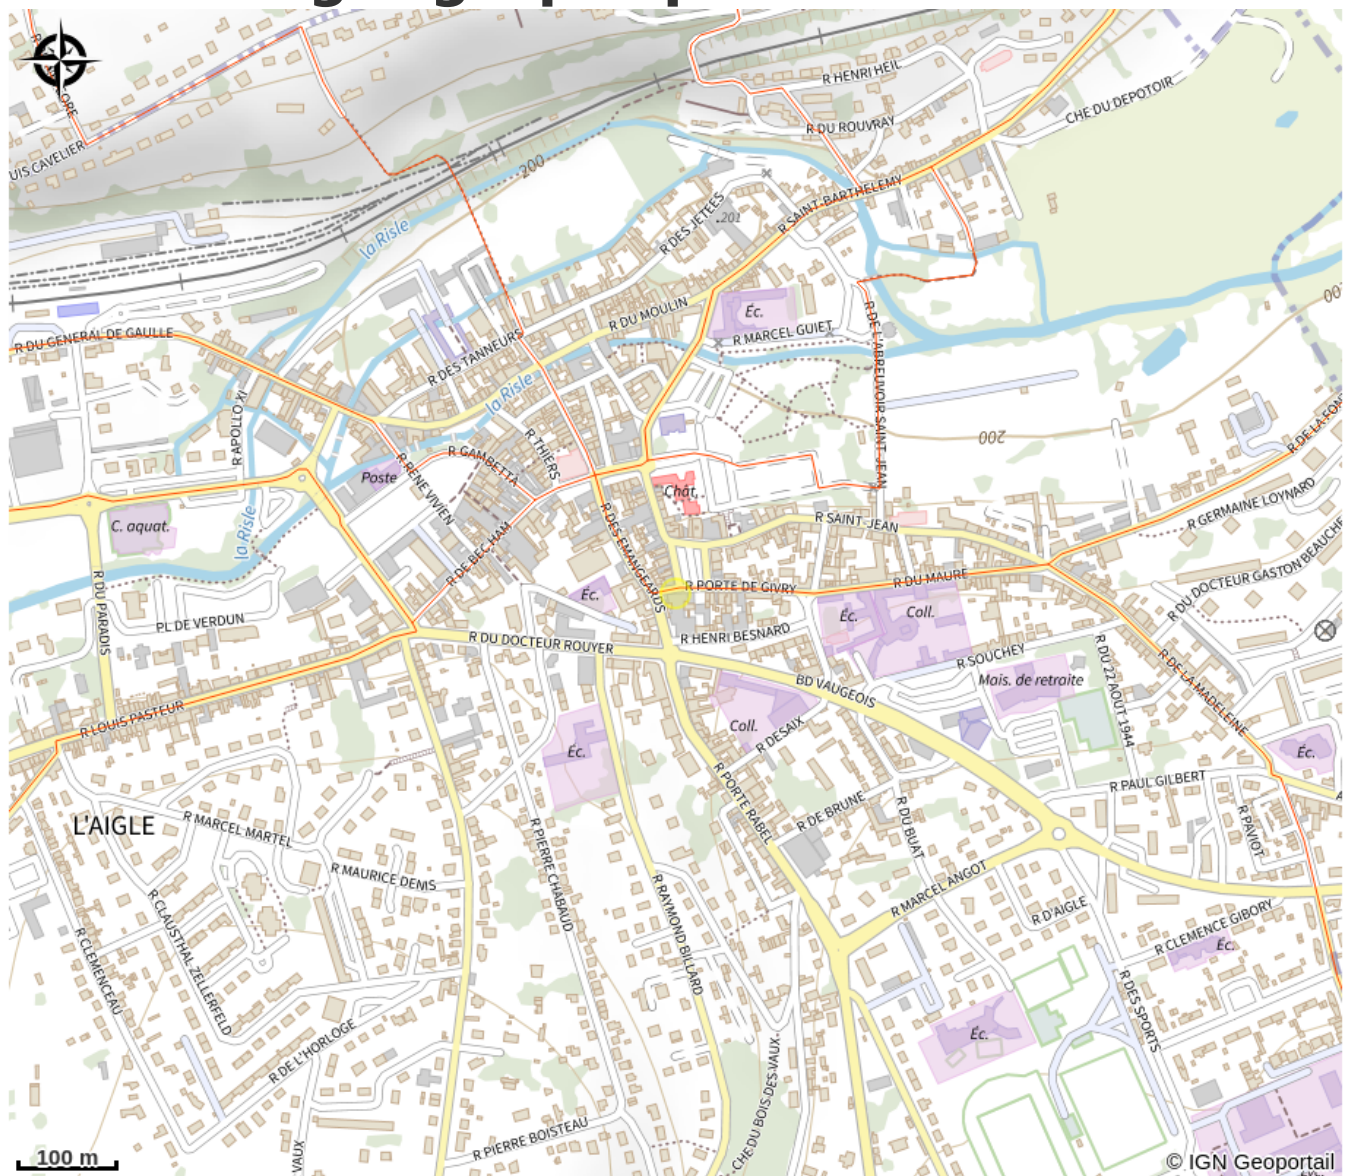 R HENRI HEIL
CHE DU DEPOTOIR
R DU ROUVRAY
UIS CAVELIER
200
R SAINT-BARTHELEMY
R DES JETEES
201
la Risle
Éc.
R DU MOULIN
R MARCEL GUIET
R DU GENERAL DE GAULLE
R DES TANNEURS
R DE L'ABREUVOIR SAINT-JEAN
la Risle
R APOLLO XI
200
R THIERS
R GAMBETTA
R RENE VIVIEN
Poste
Chât.
R DE LA FON
R GERMAINE LOYNARD
C. aquat.
la Risle
R DES EMANGEARDS
R SAINT JEAN
R DE BEC HAM
R DU DOCTEUR GASTON BEAUCHE
R DU MAURE
R PORTE DE GIVRY
R DU PARADIS
Éc.
Éc.
Coll.
PL DE VERDUN
R HENRI BESNARD
R DU DOCTEUR ROUYER
R SOUCHEY
R DU 22 AOUT 1944
R DE LA MADELEINE
Mais. de retraite
BD VAUGEOIS
R LOUIS PASTEUR
Coll.
R DESAIX
Éc.
Éc.
R PORTE RABEL
R PAUL GILBERT
R DE BRUNE
R DU BUAT
R PAVIOT
L'AIGLE
R MARCEL MARTEL
R PIERRE CHABAUD
R MAURICE DENIS
R MARCEL ANGOT
R RAYMOND BILLARD
R CLAUSTHAL ZELLERFELD
R D'AIGLE
R CLEMENCE GIBORY
Éc.
R CLEMENCEAU
R DES SPORTS
Éc.
R DE L'HORLOGE
CHE DU BOIS DES VAUX
R PIERRE BOISTEAU
VAUX
100 m
© IGN Geoportail